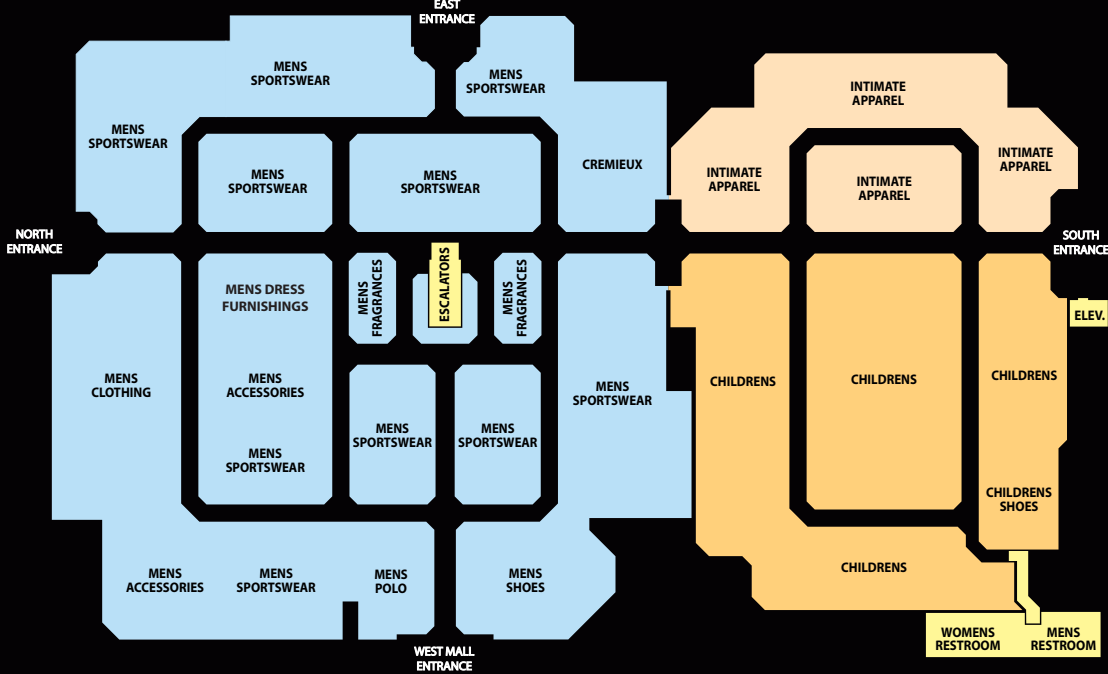 EAST
ENTRANCE
MENS
SPORTSWEAR
MENS
SPORTSWEAR
INTIMATE
APPAREL
MENS
SPORTSWEAR
CREMIEUX
INTIMATE
APPAREL
MENS
SPORTSWEAR
MENS
SPORTSWEAR
INTIMATE
APPAREL
INTIMATE
APPAREL
NORTH
ENTRANCE
SOUTH
ENTRANCE
MENS DRESS
FURNISHINGS
MENS
FRAGRANCES
ESCALATORS
MENS
FRAGRANCES
ELEV.
MENS
CLOTHING
MENS
ACCESSORIES
MENS
SPORTSWEAR
CHILDRENS
CHILDRENS
CHILDRENS
MENS
SPORTSWEAR
MENS
SPORTSWEAR
MENS
SPORTSWEAR
CHILDRENS
SHOES
MENS
ACCESSORIES
MENS
SPORTSWEAR
MENS
POLO
MENS
SHOES
CHILDRENS
WEST MALL
ENTRANCE
WOMENS
RESTROOM
MENS
RESTROOM